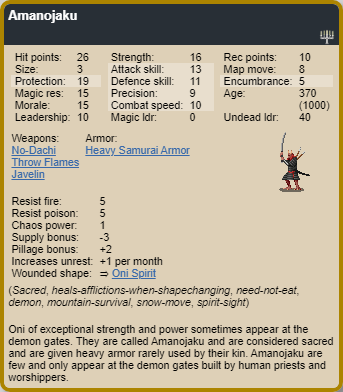 Amanojaku
Hit points: 26 Strength: 16 Rec points: 10
Size: 3 Attack skill: 13 Map move: 8
Protection: 19 Defence skill: 11 Encumbrance: 5
Magic res: 15 Precision: 9 Age: 370
Morale: 15 Combat speed: 10 (1000)
Leadership: 10 Magic ldr: 0 Undead ldr: 40
Weapons: Armor:
No-Dachi Heavy Samurai Armor
Throw Flames
Javelin
Resist fire: 5
Resist poison: 5
Chaos power: 1
Supply bonus: -3
Pillage bonus: +2
Increases unrest: +1 per month
Wounded shape: ⇒ Oni Spirit
(Sacred, heals-afflictions-when-shapechanging, need-not-eat,
demon, mountain-survival, snow-move, spirit-sight)
Oni of exceptional strength and power sometimes appear at the
demon gates. They are called Amanojaku and are considered sacred
and are given heavy armor rarely used by their kin. Amanojaku are
few and only appear at the demon gates built by human priests and
worshippers.